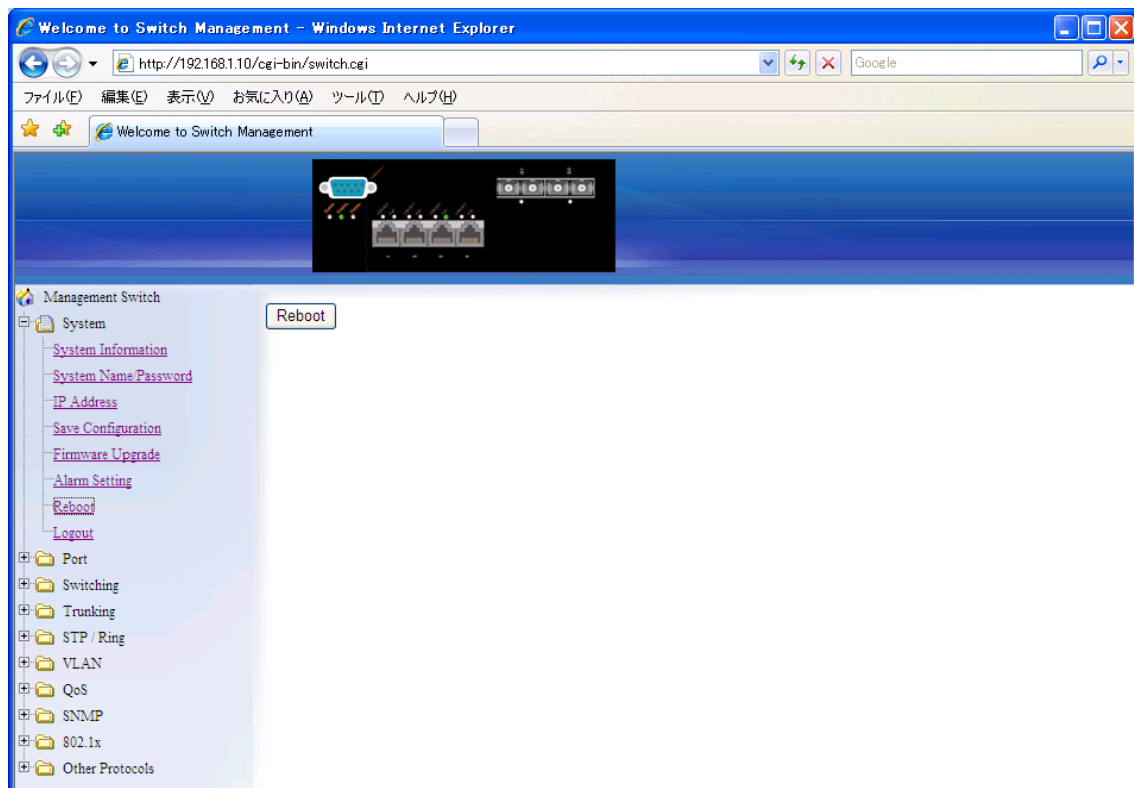 Welcome to Switch Management - Windows Internet Explorer
http://192.168.1.10/cgi-bin/switch.cgi
Google
ファイル(F) 編集(E) 表示(V) お気に入り(A) ツール(T) ヘルプ(H)
Welcome to Switch Management
Management Switch
System
System Information
System Name/Password
IP Address
Save Configuration
Firmware Upgrade
Alarm Setting
Reboot
Logout
Port
Switching
Trunking
STP / Ring
VLAN
QoS
SNMP
802.1x
Other Protocols
Reboot